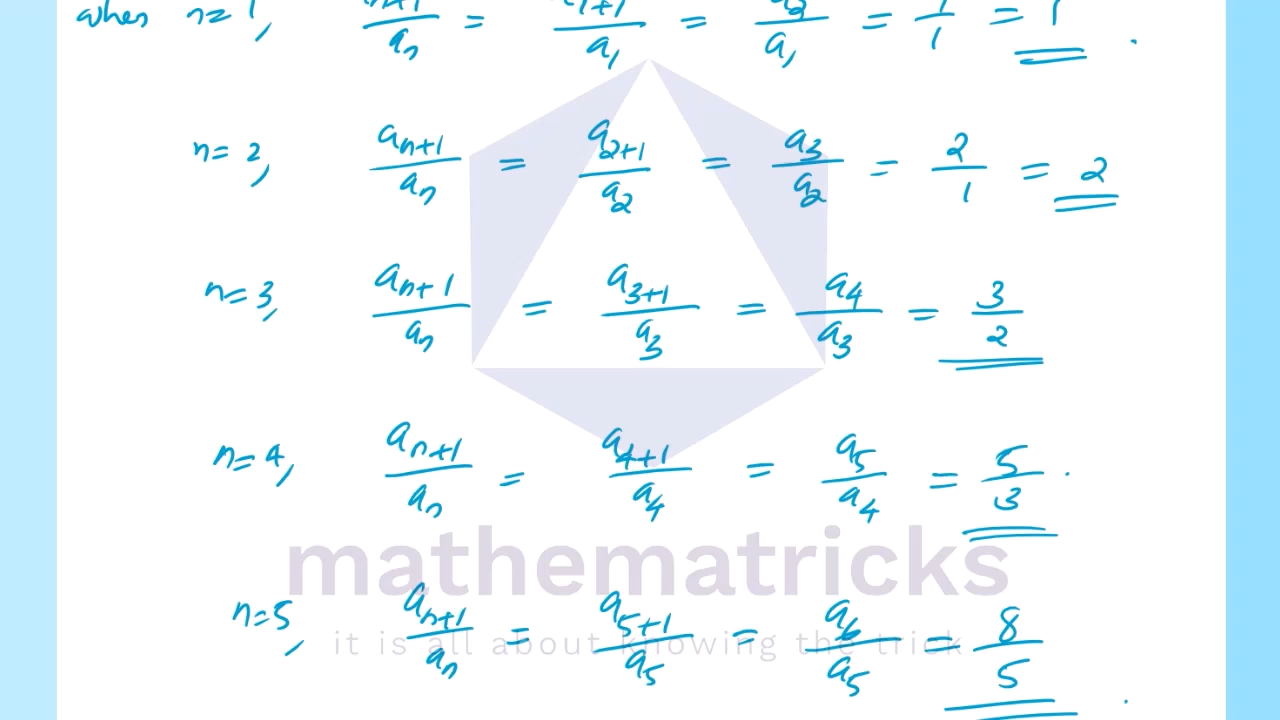 when n=1, a_{n+1}/a_n = a_{1+1}/a_1 = a_2/a_1 = 1/1 = 1
n=2, a_{n+1}/a_n = a_{2+1}/a_2 = a_3/a_2 = 2/1 = 2
n=3, a_{n+1}/a_n = a_{3+1}/a_3 = a_4/a_3 = 3/2
n=4, a_{n+1}/a_n = a_{4+1}/a_4 = a_5/a_4 = 5/3.
mathematricks
n=5, a_{n+1}/a_n = a_{5+1}/a_5 = a_6/a_5 = 8/5
it is all about knowing the trick